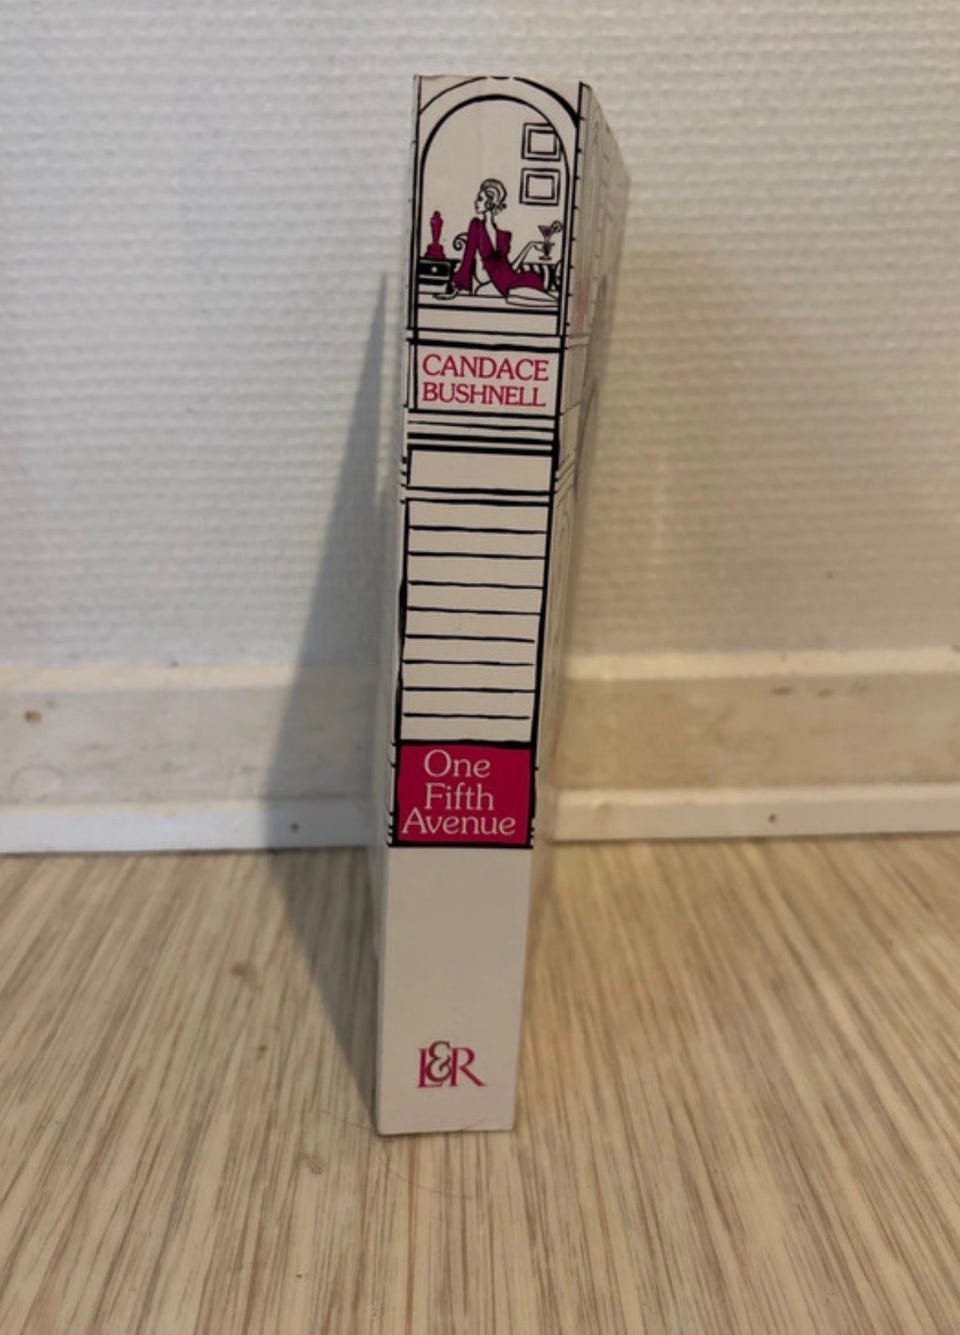 CANDACE
BUSHNELL
One
Fifth
Avenue
L&R